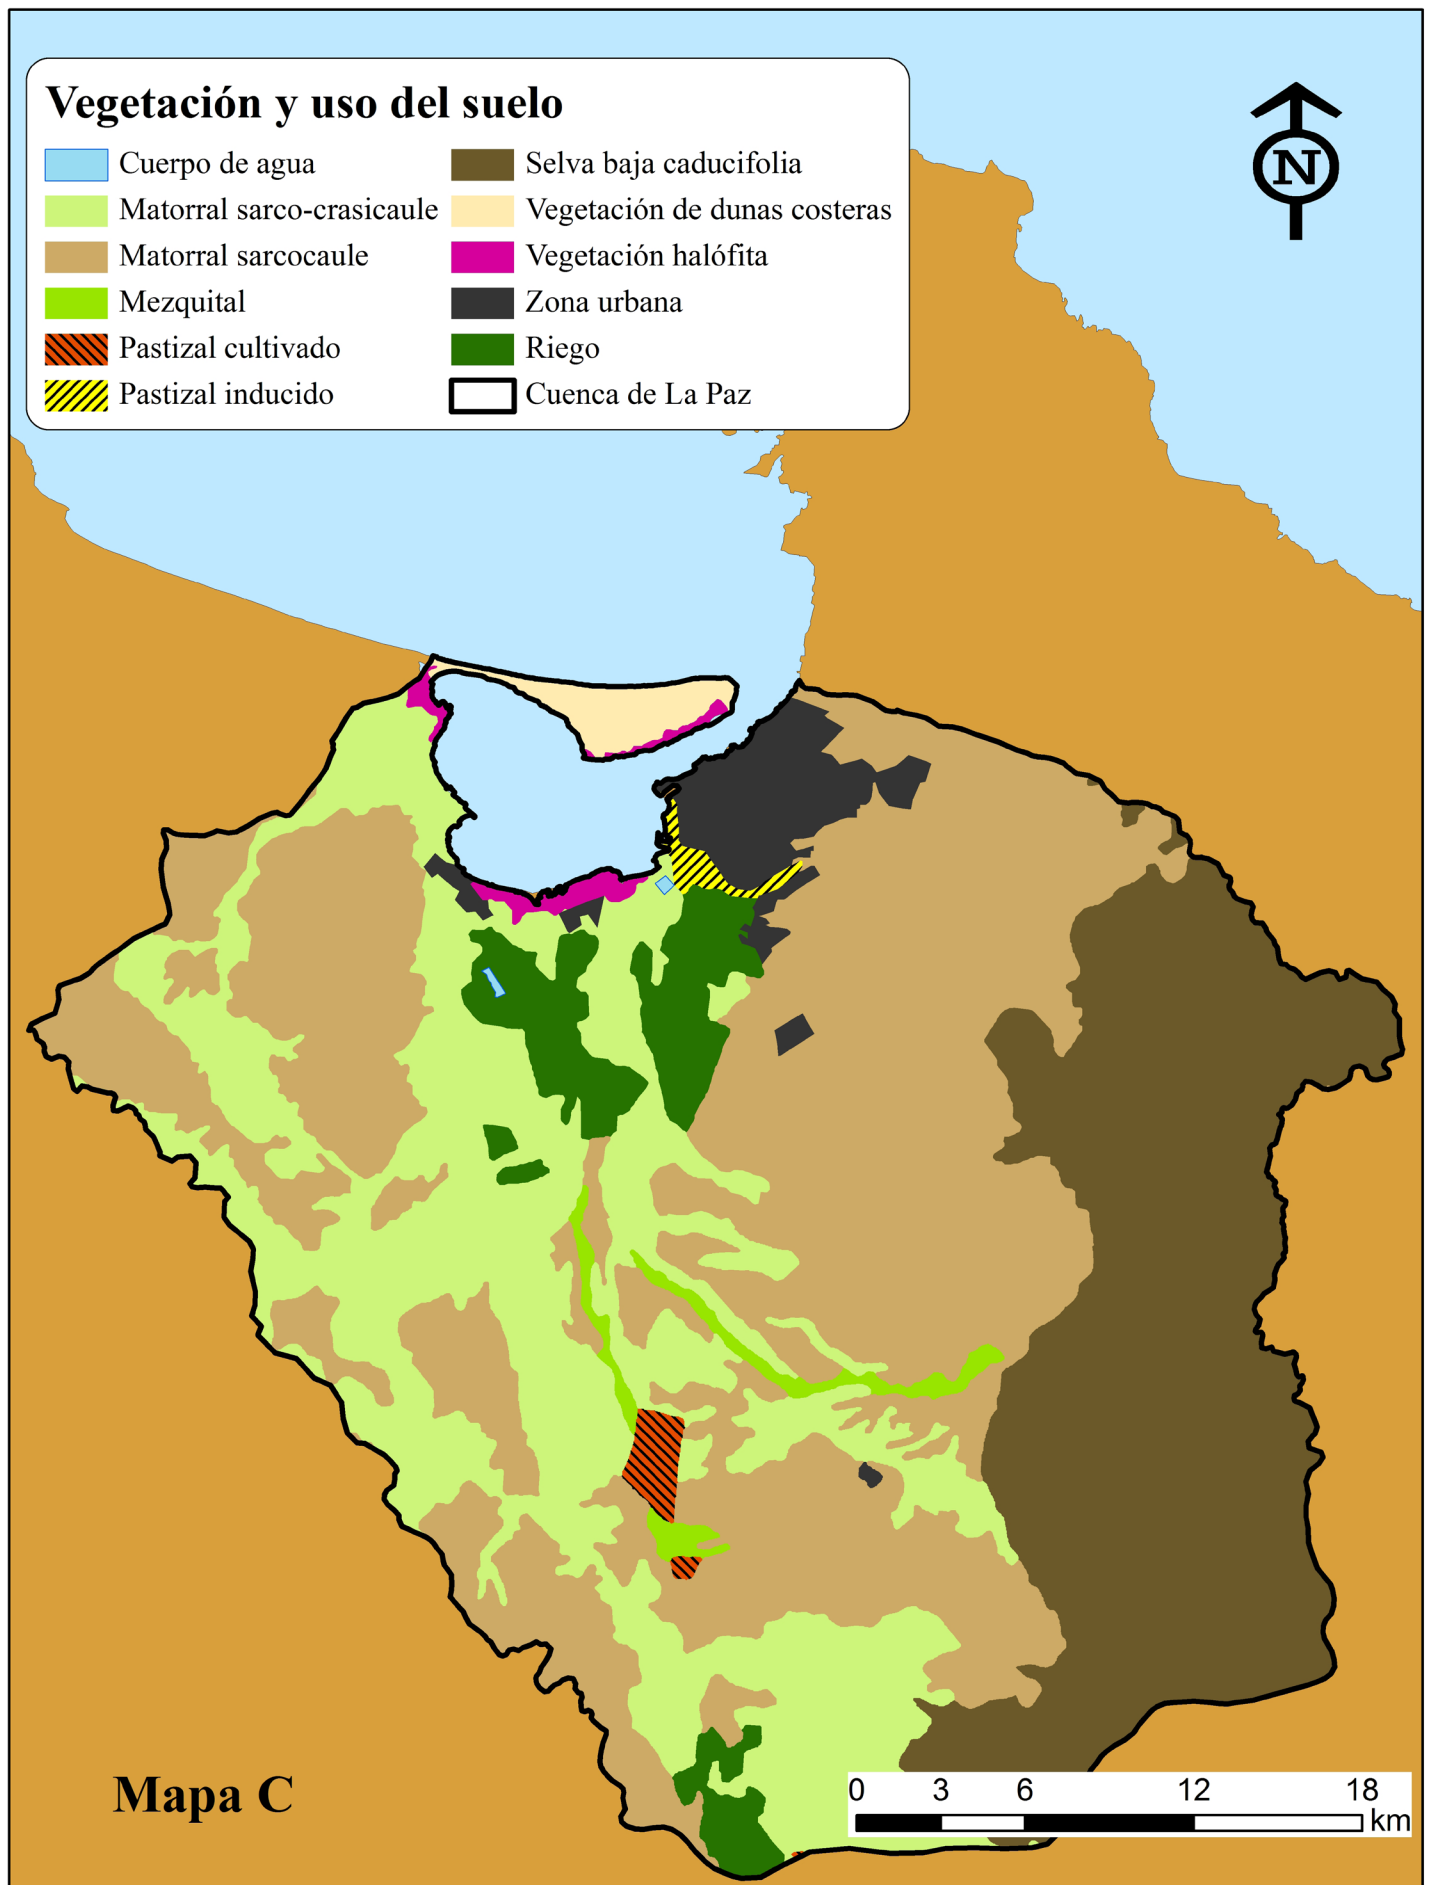 Vegetación y uso del suelo
Cuerpo de agua
Matorral sarco-crasicaule
Matorral sarcocaule
Mezquital
Pastizal cultivado
Pastizal inducido
Selva baja caducifolia
Vegetación de dunas costeras
Vegetación halófita
Zona urbana
Riego
Cuenca de La Paz
N
Mapa C
0 3 6 12 18
km